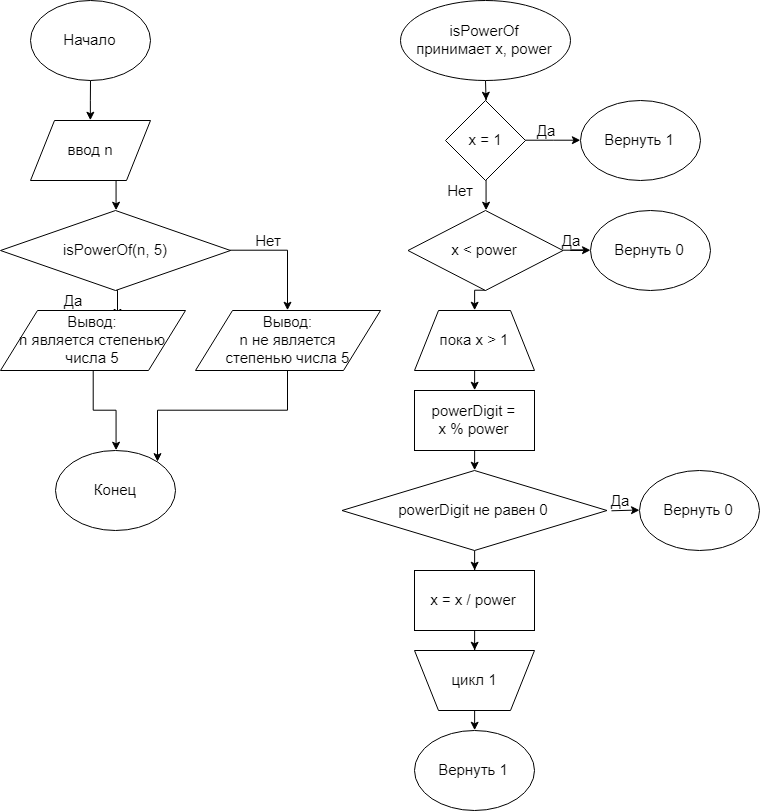 Начало
ввод n
isPowerOf(n, 5)
Да
Нет
Вывод:
n является степенью
числа 5
Вывод:
n не является
степенью числа 5
Конец
isPowerOf
принимает x, power
x = 1
Да
Вернуть 1
Нет
x < power
Да
Вернуть 0
пока x > 1
powerDigit =
x % power
powerDigit не равен 0
Да
Вернуть 0
x = x / power
цикл 1
Вернуть 1